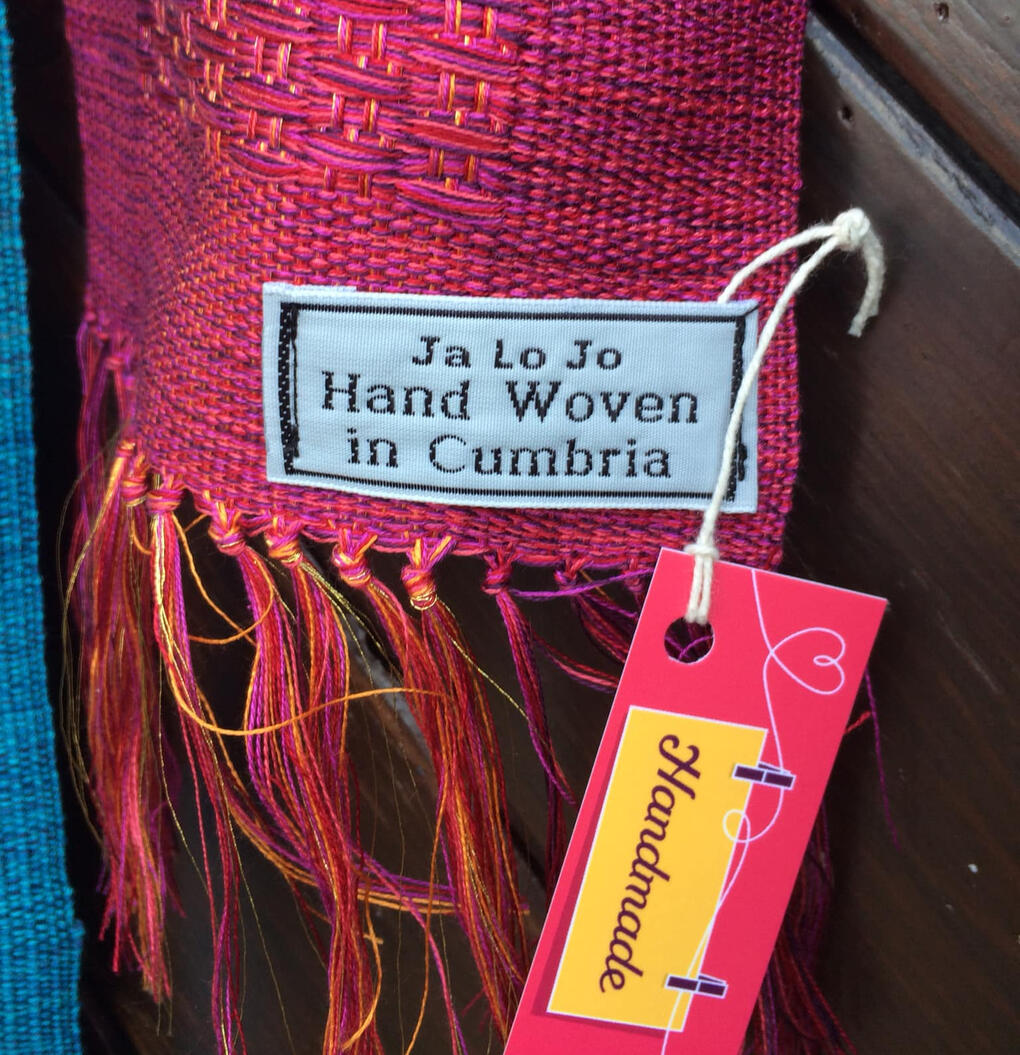 Ja Lo Jo
Hand Woven
in Cumbria
Handmade